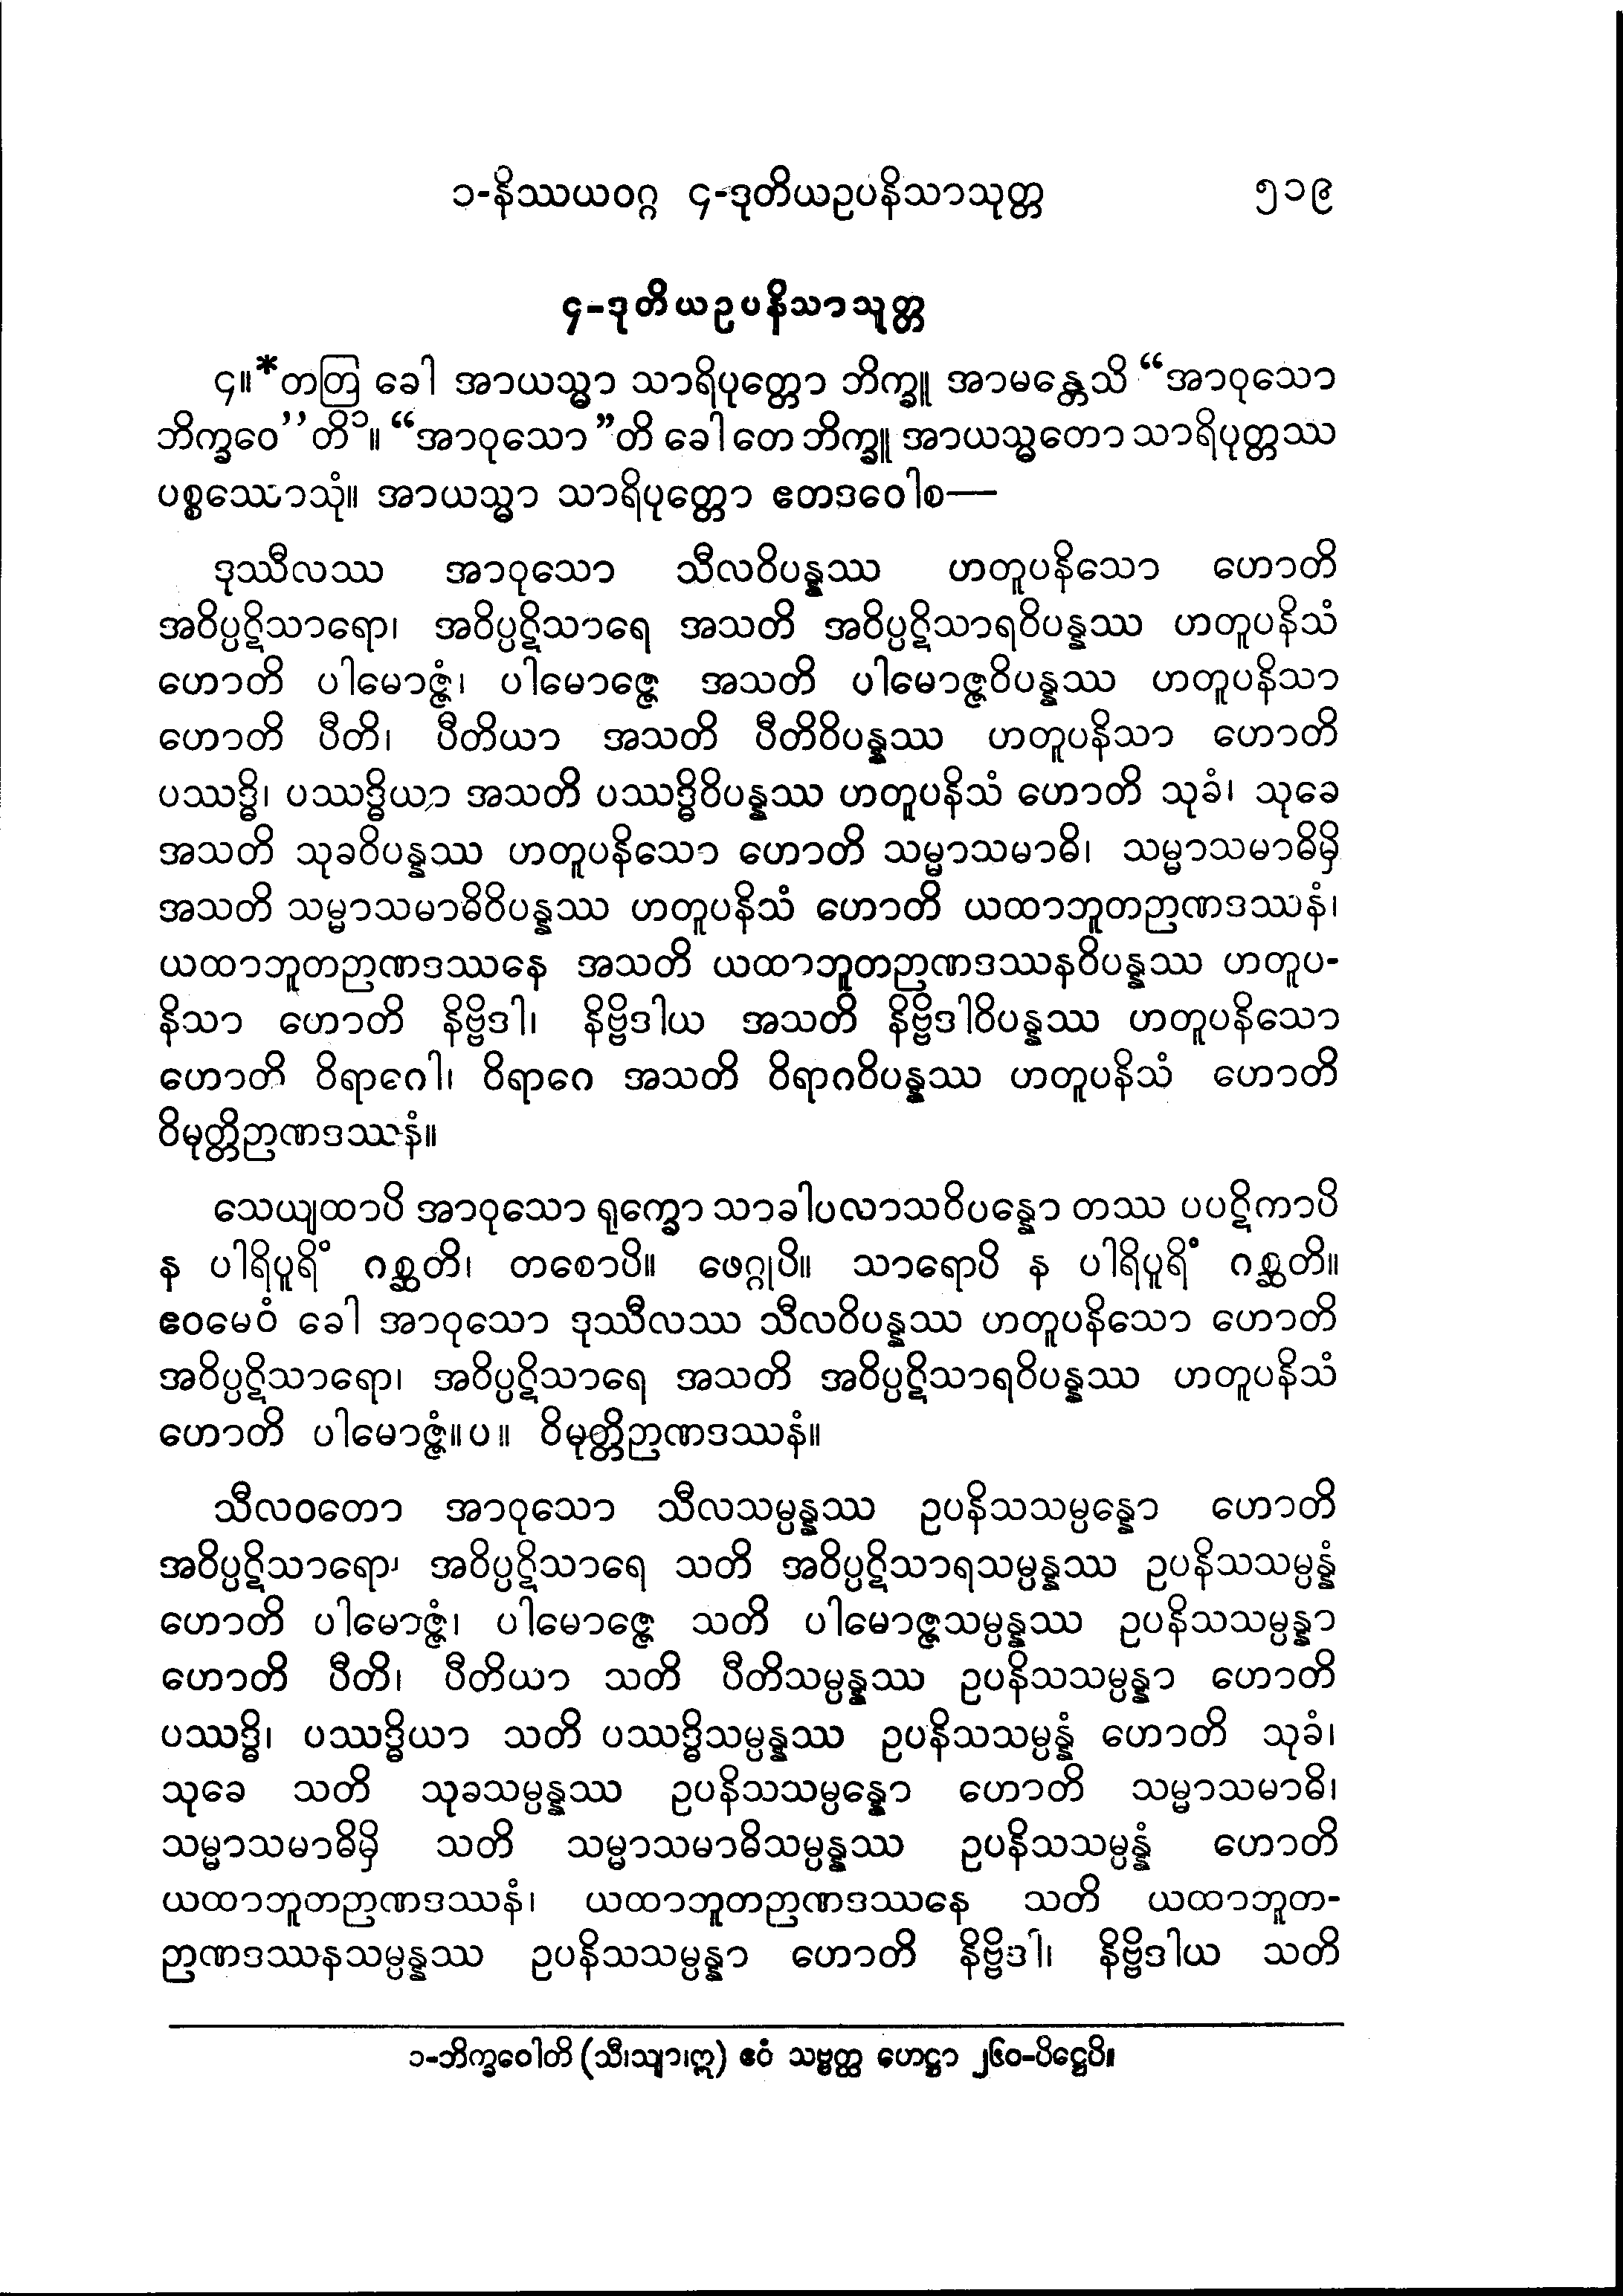 ၁-နိဿယဝဂ္ဂ ၄-ဒုတိယဥပနိသာသုတ္တ ၅၁၉
၄-ဒုတိယဥပနိသာသုတ္တ
၄။*တတြ ခေါ အာယသ္မာ သာရိပုတ္တော ဘိက္ခူ အာမန္တေသိ “အာဝုသော
ဘိက္ခဝေ’’တိ၁။ “အာဝုသော”တိ ခေါ တေ ဘိက္ခူ အာယသ္မတော သာရိပုတ္တဿ
ပစ္စဿောသုံ။ အာယသ္မာ သာရိပုတ္တော ဧတဒဝေါစ—
ဒုဿီလဿ အာဝုသော သီလဝိပန္နဿ ဟတူပနိသော ဟောတိ
အဝိပ္ပဋိသာရော၊ အဝိပ္ပဋိသာရေ အသတိ အဝိပ္ပဋိသာရဝိပန္နဿ ဟတူပနိသံ
ဟောတိ ပါမောဇ္ဇံ၊ ပါမောဇ္ဇေ အသတိ ပါမောဇ္ဇဝိပန္နဿ ဟတူပနိသာ
ဟောတိ ပီတိ၊ ပီတိယာ အသတိ ပီတိဝိပန္နဿ ဟတူပနိသာ ဟောတိ
ပဿဒ္ဓိ၊ ပဿဒ္ဓိယာ အသတိ ပဿဒ္ဓိဝိပန္နဿ ဟတူပနိသံ ဟောတိ သုခံ၊ သုခေ
အသတိ သုခဝိပန္နဿ ဟတူပနိသော ဟောတိ သမ္မာသမာဓိ၊ သမ္မာသမာဓိမှိ
အသတိ သမ္မာသမာဓိဝိပန္နဿ ဟတူပနိသံ ဟောတိ ယထာဘူတဉာဏဒဿနံ၊
ယထာဘူတဉာဏဒဿနေ အသတိ ယထာဘူတဉာဏဒဿနဝိပန္နဿ ဟတူပ-
နိသာ ဟောတိ နိဗ္ဗိဒါ၊ နိဗ္ဗိဒါယ အသတိ နိဗ္ဗိဒါဝိပန္နဿ ဟတူပနိသော
ဟောတိ ဝိရာဂေါ၊ ဝိရာဂေ အသတိ ဝိရာဂဝိပန္နဿ ဟတူပနိသံ ဟောတိ
ဝိမုတ္တိဉာဏဒဿနံ။
သေယျထာပိ အာဝုသော ရုက္ခော သာခါပလာသဝိပန္နော တဿ ပပဋိကာပိ
န ပါရိပူရိံ ဂစ္ဆတိ၊ တစောပိ။ ဖေဂ္ဂုပိ။ သာရောပိ န ပါရိပူရိံ ဂစ္ဆတိ။
ဧဝမေဝံ ခေါ အာဝုသော ဒုဿီလဿ သီလဝိပန္နဿ ဟတူပနိသော ဟောတိ
အဝိပ္ပဋိသာရော၊ အဝိပ္ပဋိသာရေ အသတိ အဝိပ္ပဋိသာရဝိပန္နဿ ဟတူပနိသံ
ဟောတိ ပါမောဇ္ဇံ။ပ။ ဝိမုတ္တိဉာဏဒဿနံ။
သီလဝတော အာဝုသော သီလသမ္ပန္နဿ ဥပနိသသမ္ပန္နော ဟောတိ
အဝိပ္ပဋိသာရော၊ အဝိပ္ပဋိသာရေ သတိ အဝိပ္ပဋိသာရသမ္ပန္နဿ ဥပနိသသမ္ပန္နံ
ဟောတိ ပါမောဇ္ဇံ၊ ပါမောဇ္ဇေ သတိ ပါမောဇ္ဇသမ္ပန္နဿ ဥပနိသသမ္ပန္နာ
ဟောတိ ပီတိ၊ ပီတိယာ သတိ ပီတိသမ္ပန္နဿ ဥပနိသသမ္ပန္နာ ဟောတိ
ပဿဒ္ဓိ၊ ပဿဒ္ဓိယာ သတိ ပဿဒ္ဓိသမ္ပန္နဿ ဥပနိသသမ္ပန္နံ ဟောတိ သုခံ၊
သုခေ သတိ သုခသမ္ပန္နဿ ဥပနိသသမ္ပန္နော ဟောတိ သမ္မာသမာဓိ၊
သမ္မာသမာဓိမှိ သတိ သမ္မာသမာဓိသမ္ပန္နဿ ဥပနိသသမ္ပန္နံ ဟောတိ
ယထာဘူတဉာဏဒဿနံ၊ ယထာဘူတဉာဏဒဿနေ သတိ ယထာဘူတ-
ဉာဏဒဿနသမ္ပန္နဿ ဥပနိသသမ္ပန္နာ ဟောတိ နိဗ္ဗိဒါ၊ နိဗ္ဗိဒါယ သတိ
၁-ဘိက္ခဝေါတိ (သီ၊သျာ၊ဣ) ဧဝံ သဗ္ဗတ္ထ ဟေဋ္ဌာ ၂၆၀-ပိဋ္ဌေပိ။